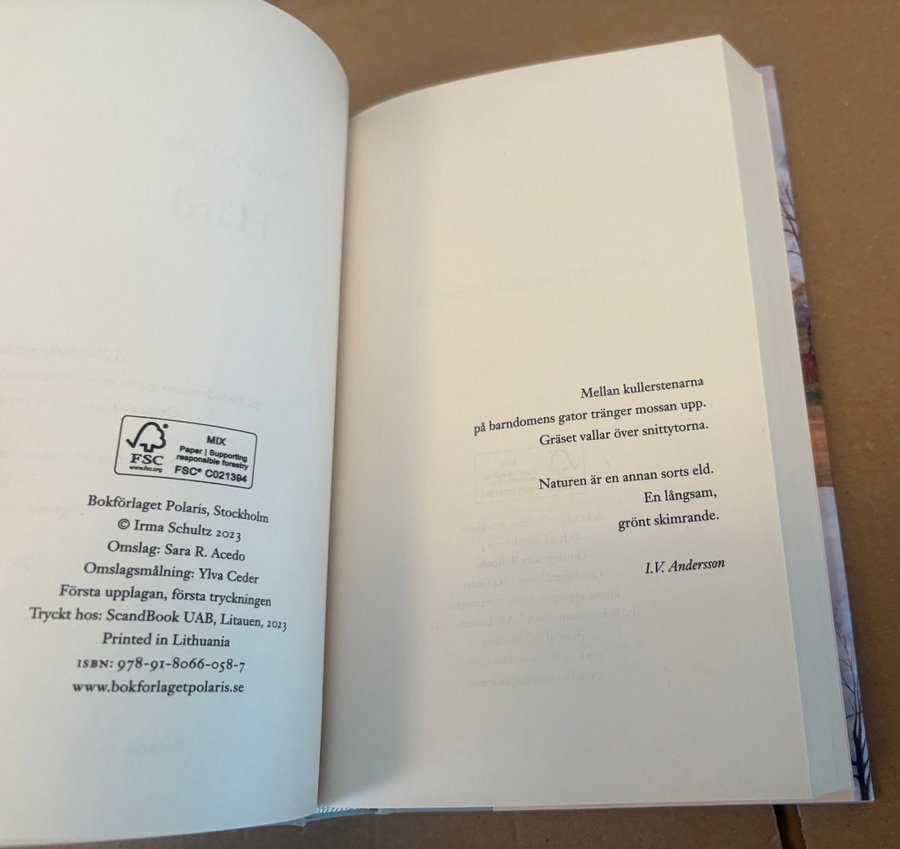 FSC
www.fsc.org
MIX
Paper | Supporting
responsible forestry
FSC® C021394
Bokförlaget Polaris, Stockholm
© Irma Schultz 2023
Omslag: Sara R. Acedo
Omslagsmålning: Ylva Ceder
Första upplagan, första tryckningen
Tryckt hos: ScandBook UAB, Litauen, 2023
Printed in Lithuania
ISBN: 978-91-8066-058-7
www.bokforlagetpolaris.se
Mellan kullerstenarna
på barndomens gator tränger mossan upp.
Gräset vallar över snittytorna.
Naturen är en annan sorts eld.
En långsam,
grönt skimrande.
I.V. Andersson